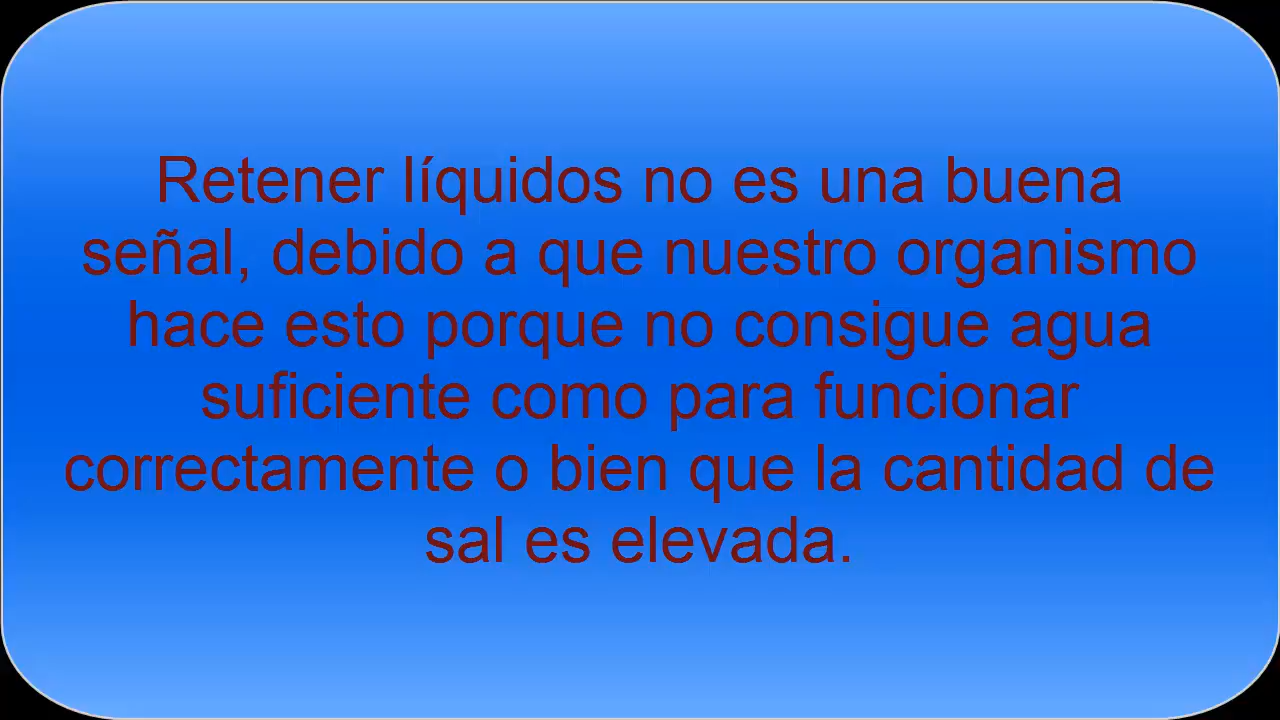 Retener líquidos no es una buena
señal, debido a que nuestro organismo
hace esto porque no consigue agua
suficiente como para funcionar
correctamente o bien que la cantidad de
sal es elevada.